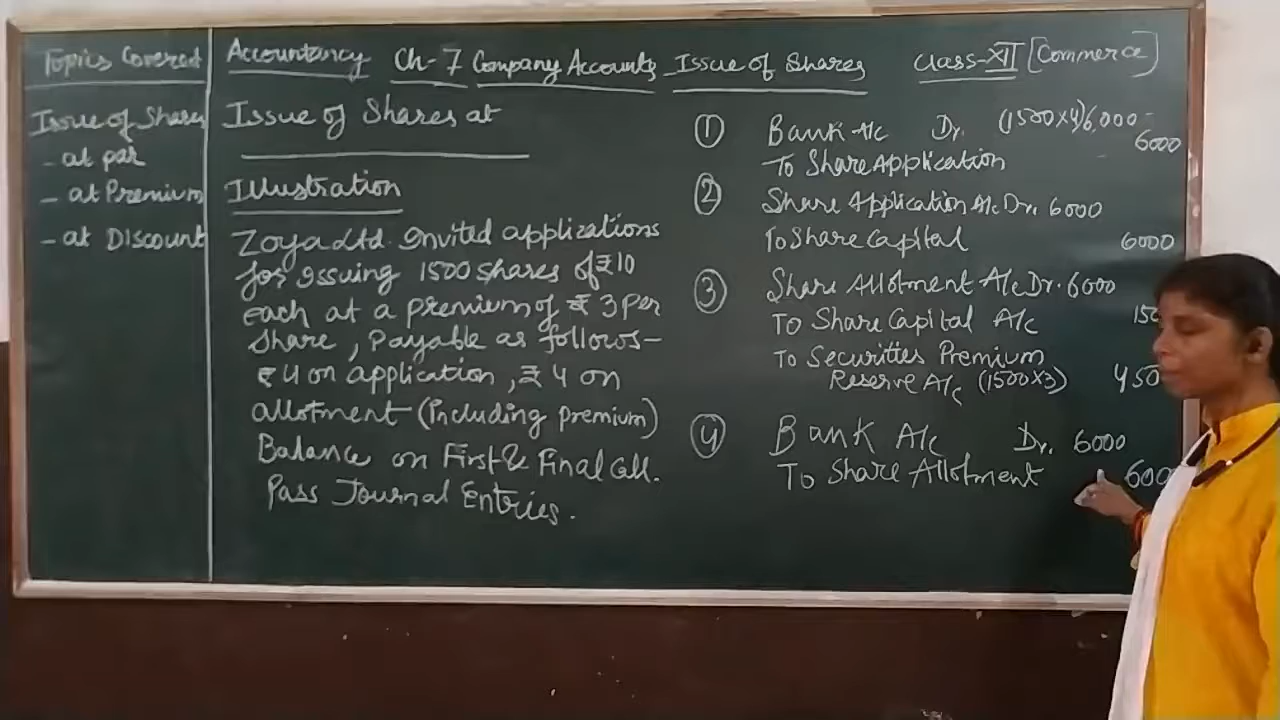 Topics Covered
Issue of Shares
- at par
- at Premium
- at Discount
Accountancy Ch-7 Company Accounts Issue of Shares Class-XII [Commerce]
Issue of Shares at
Illustration
Zoya Ltd. Invited applications
for issuing 1500 shares of ₹10
each at a premium of ₹ 3 per
share, payable as follows-
₹ 4 on application, ₹ 4 on
allotment (including premium)
Balance on First & Final Call.
Pass Journal Entries.
① Bank A/c Dr. (1500×4) 6,000
To Share Application 6000
② Share Application A/c Dr. 6000
To Share Capital 6000
③ Share Allotment A/c Dr. 6000
To Share Capital A/c 150
To Securities Premium
Reserve A/c (1500×3) 450
④ Bank A/c Dr. 6000
To Share Allotment 600